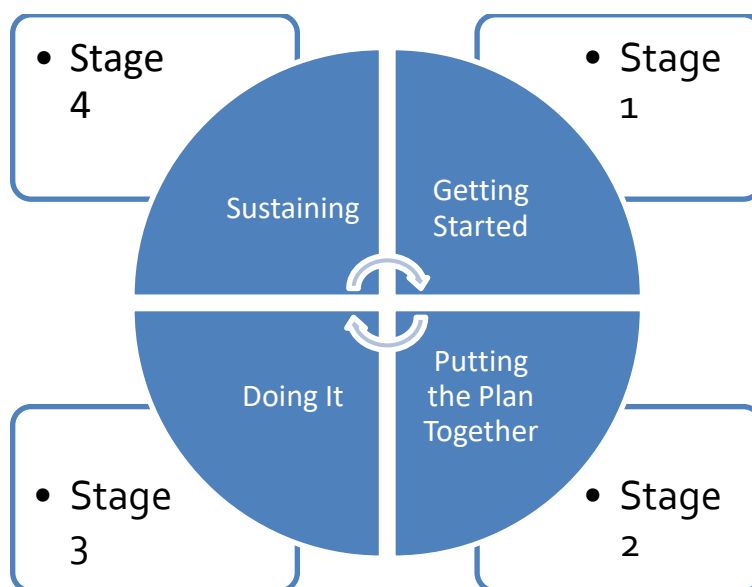 • Stage
4
• Stage
1
Sustaining
Getting
Started
Doing It
Putting
the Plan
Together
• Stage
3
• Stage
2